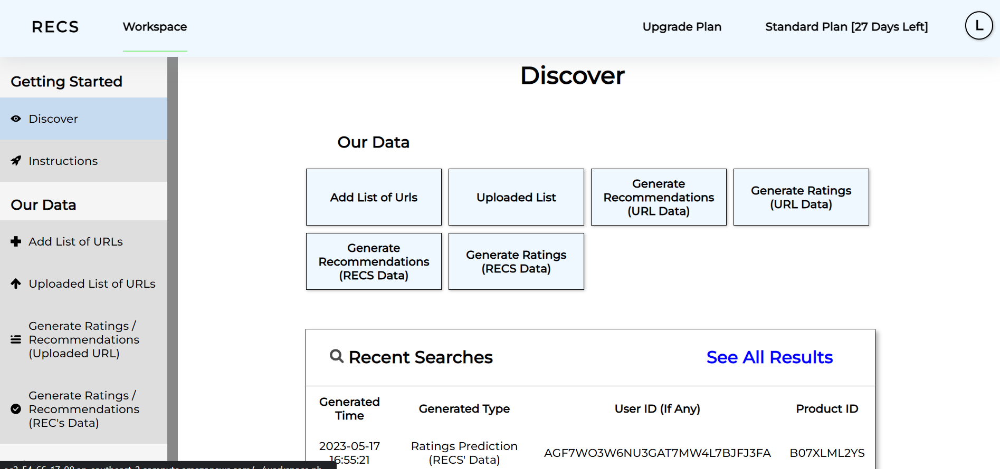 RECS
Workspace
Upgrade Plan
Standard Plan [27 Days Left]
L
Getting Started
Discover
Instructions
Our Data
Add List of URLs
Uploaded List of URLs
Generate Ratings /
Recommendations
(Uploaded URL)
Generate Ratings /
Recommendations
(REC's Data)
Discover
Our Data
Add List of Urls
Uploaded List
Generate
Recommendations
(URL Data)
Generate Ratings
(URL Data)
Generate
Recommendations
(RECS Data)
Generate Ratings
(RECS Data)
Recent Searches
See All Results
Generated
Time
Generated Type
User ID (If Any)
Product ID
2023-05-17
16:55:21
Ratings Prediction
(RECS' Data)
AGF7WO3W6NU3GAT7MW4L7BJFJ3FA
B07XLML2YS